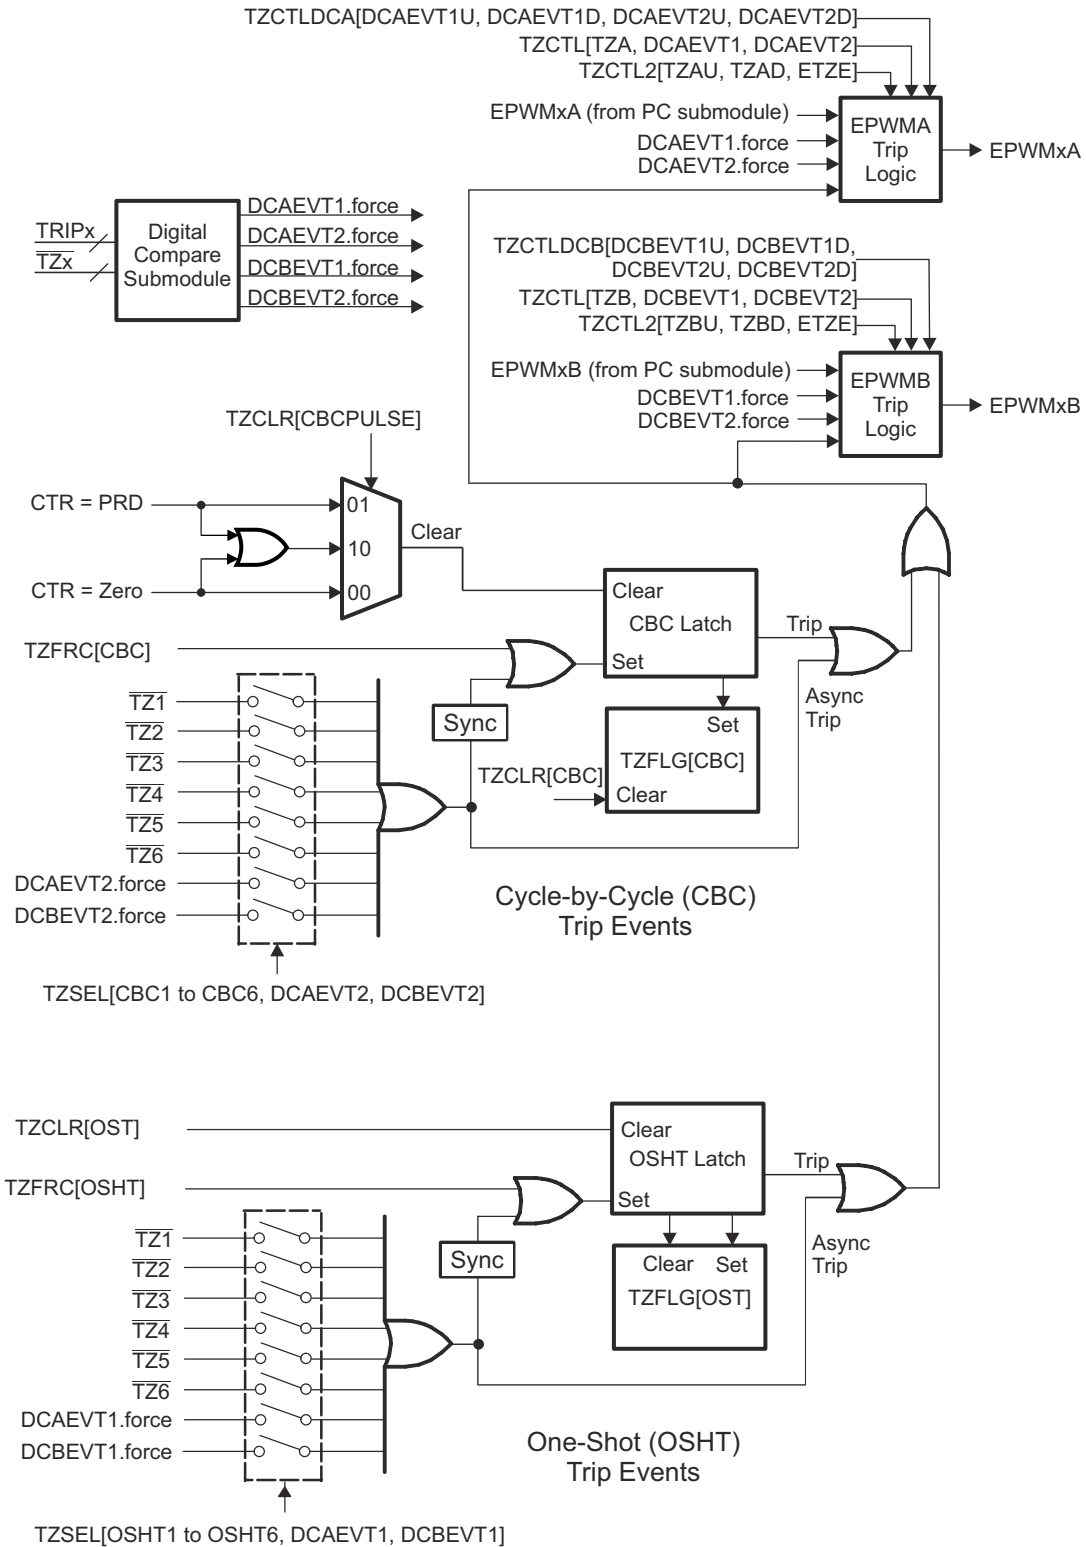 TZCTLDCA[DCAEVT1U, DCAEVT1D, DCAEVT2U, DCAEVT2D]
TZCTL[TZA, DCAEVT1, DCAEVT2]
TZCTL2[TZAU, TZAD, ETZE]
EPWMxA (from PC submodule)
DCAEVT1.force
DCAEVT2.force
EPWMA
Trip
Logic
EPWMxA
TRIPx
TZx
Digital
Compare
Submodule
DCAEVT1.force
DCAEVT2.force
DCBEVT1.force
DCBEVT2.force
TZCTLDCB[DCBEVT1U, DCBEVT1D,
DCBEVT2U, DCBEVT2D]
TZCTL[TZB, DCBEVT1, DCBEVT2]
TZCTL2[TZBU, TZBD, ETZE]
EPWMxB (from PC submodule)
DCBEVT1.force
DCBEVT2.force
EPWMB
Trip
Logic
EPWMxB
TZCLR[CBCPULSE]
CTR = PRD
CTR = Zero
01
10
00
Clear
Clear
CBC Latch
Set
Trip
TZFRC[CBC]
TZ1
TZ2
TZ3
TZ4
TZ5
TZ6
DCAEVT2.force
DCBEVT2.force
Sync
Async
Trip
Set
TZFLG[CBC]
Clear
TZCLR[CBC]
Cycle-by-Cycle (CBC)
Trip Events
TZSEL[CBC1 to CBC6, DCAEVT2, DCBEVT2]
TZCLR[OST]
TZFRC[OSHT]
Clear
OSHT Latch
Set
Trip
TZ1
TZ2
TZ3
TZ4
TZ5
TZ6
DCAEVT1.force
DCBEVT1.force
Sync
Async
Trip
Clear Set
TZFLG[OST]
One-Shot (OSHT)
Trip Events
TZSEL[OSHT1 to OSHT6, DCAEVT1, DCBEVT1]